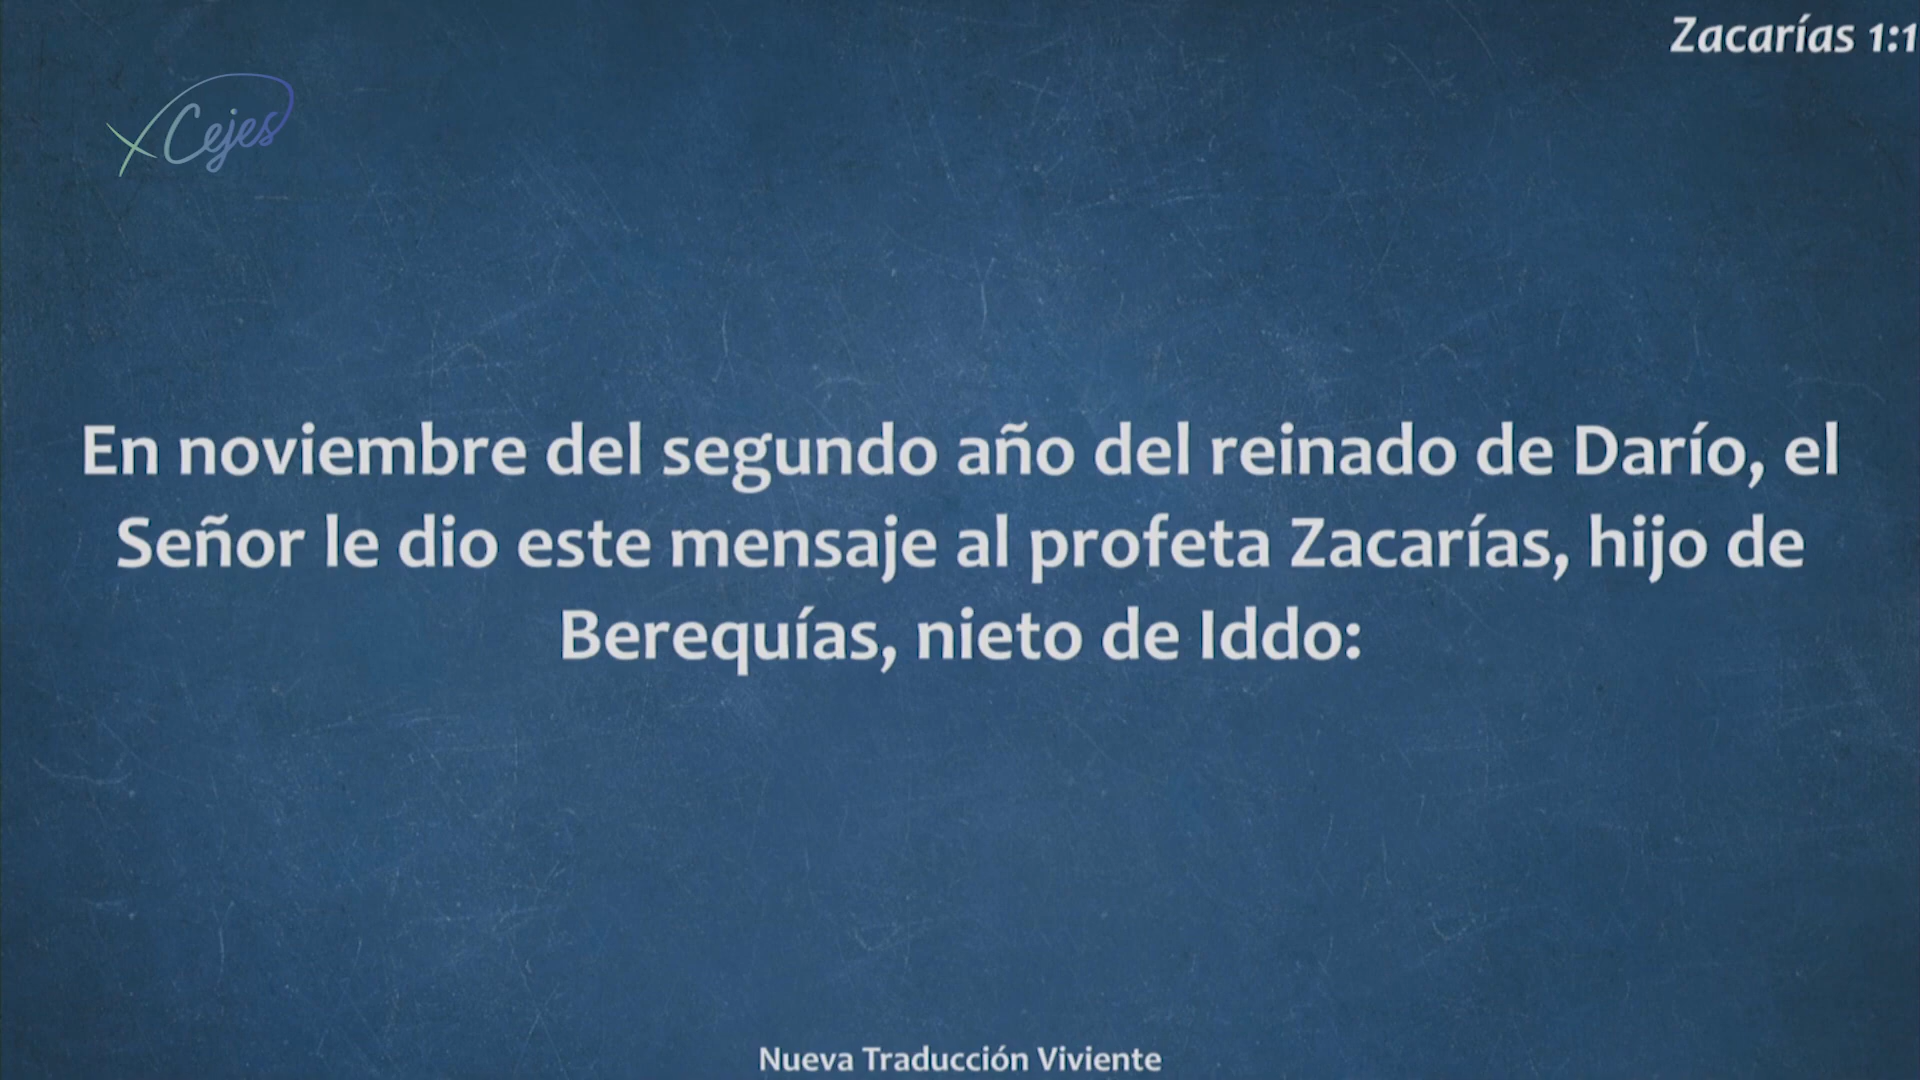 Zacarías 1:1
Cejes
En noviembre del segundo año del reinado de Darío, el
Señor le dio este mensaje al profeta Zacarías, hijo de
Berequías, nieto de Iddo:
Nueva Traducción Viviente